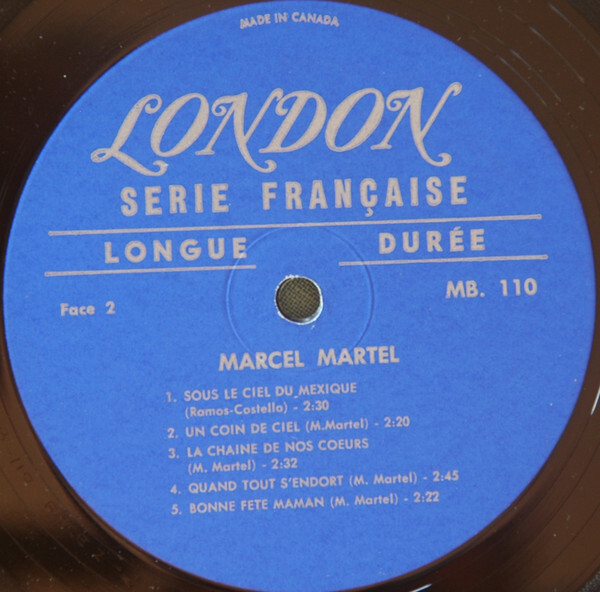 MADE IN CANADA
LONDON
SERIE FRANÇAISE
LONGUE DURÉE
Face 2
MB. 110
MARCEL MARTEL
1. SOUS LE CIEL DU MEXIQUE
(Ramos-Costello) - 2:30
2. UN COIN DE CIEL (M.Martel) - 2:20
3. LA CHAINE DE NOS COEURS
(M. Martel) - 2:32
4. QUAND TOUT S'ENDORT (M. Martel) - 2:45
5. BONNE FETE MAMAN (M. Martel) - 2:22